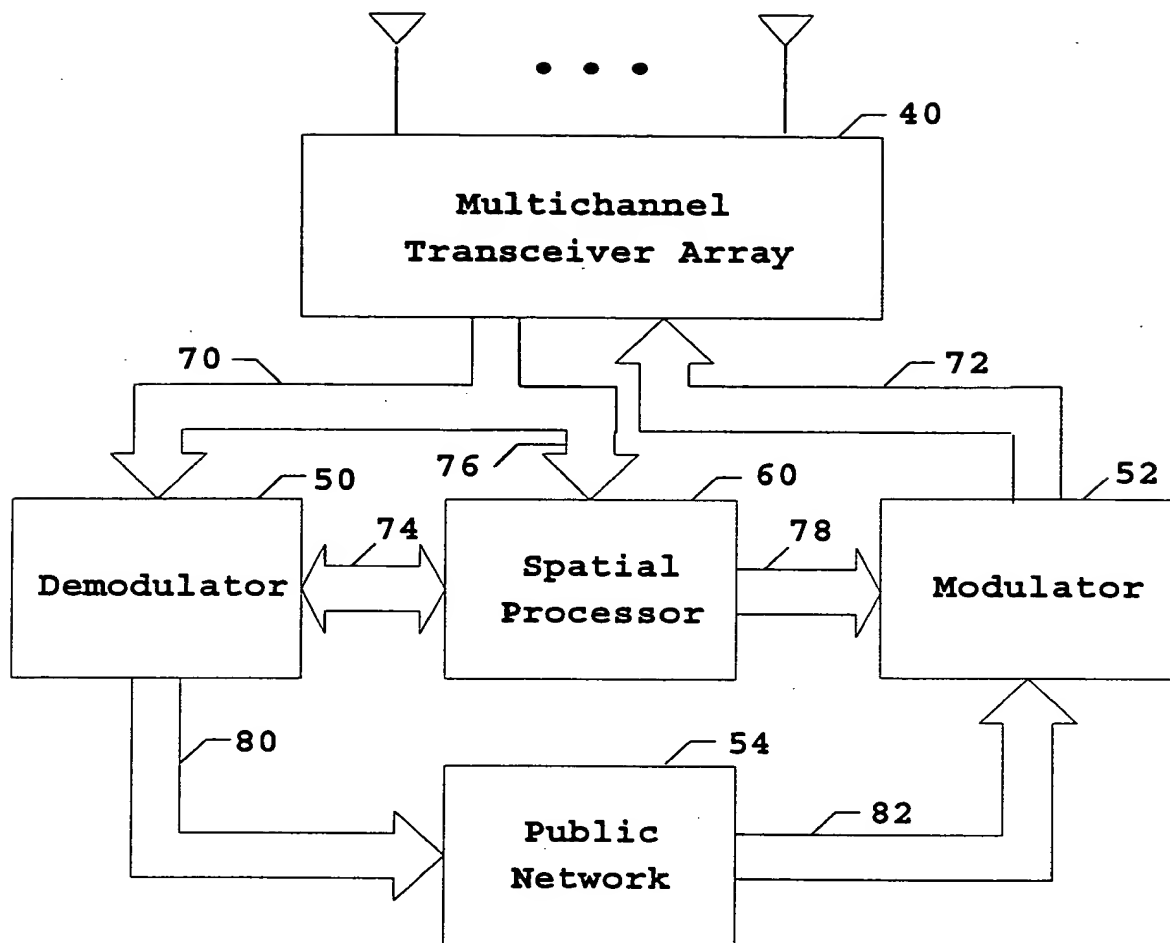 40
Multichannel
Transceiver Array
70
72
76
50
60
52
74
78
Demodulator
Spatial
Processor
Modulator
80
54
82
Public
Network